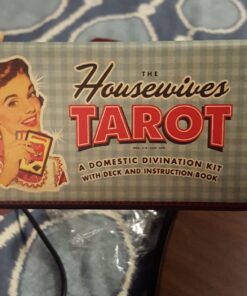 THE
Housewives
TAROT
A DOMESTIC DIVINATION KIT
WITH DECK AND INSTRUCTION BOOK